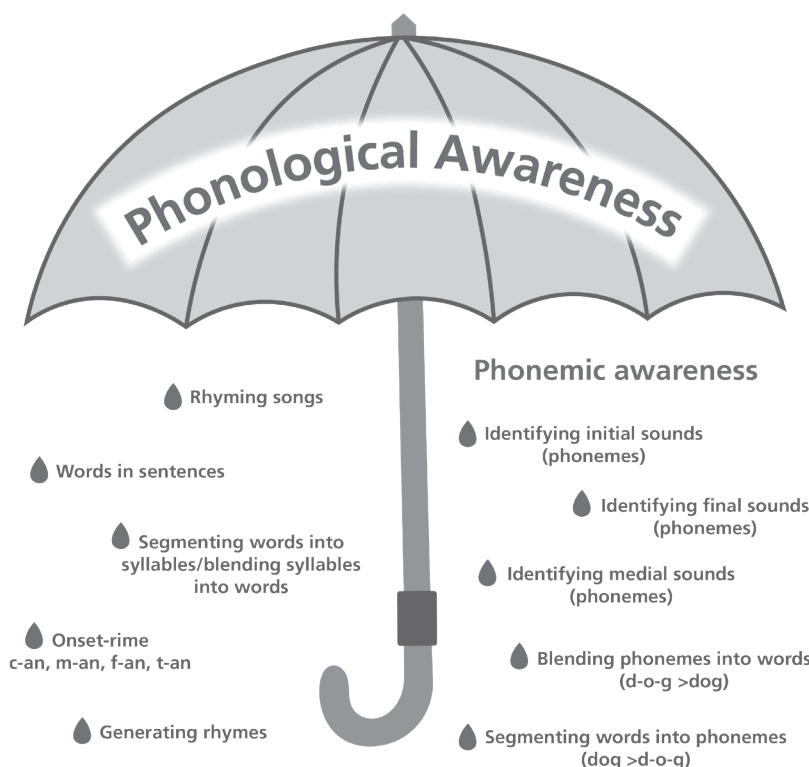 Phonological Awareness
Rhyming songs
Words in sentences
Segmenting words into
syllables/blending syllables
into words
Onset-rime
c-an, m-an, f-an, t-an
Generating rhymes
Phonemic awareness
Identifying initial sounds
(phonemes)
Identifying final sounds
(phonemes)
Identifying medial sounds
(phonemes)
Blending phonemes into words
(d-o-g >dog)
Segmenting words into phonemes
(dog >d-o-g)